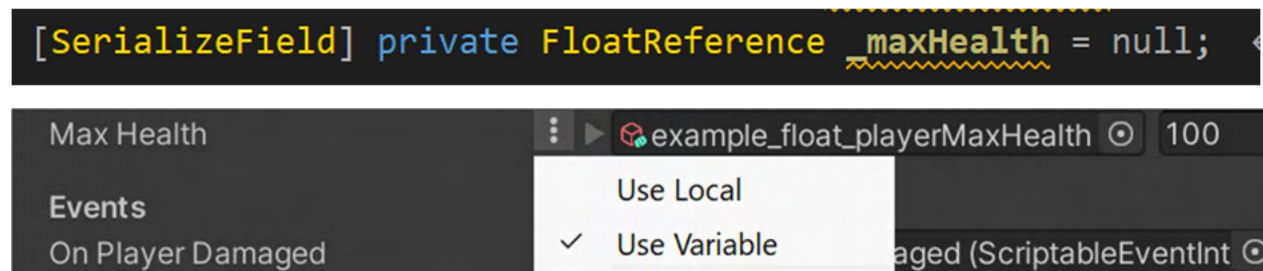 [SerializeField] private FloatReference _maxHealth = null;
Max Health example_float_playerMaxHealth 100
Use Local
Events
Use Variable
On Player Damaged aged (ScriptableEventInt